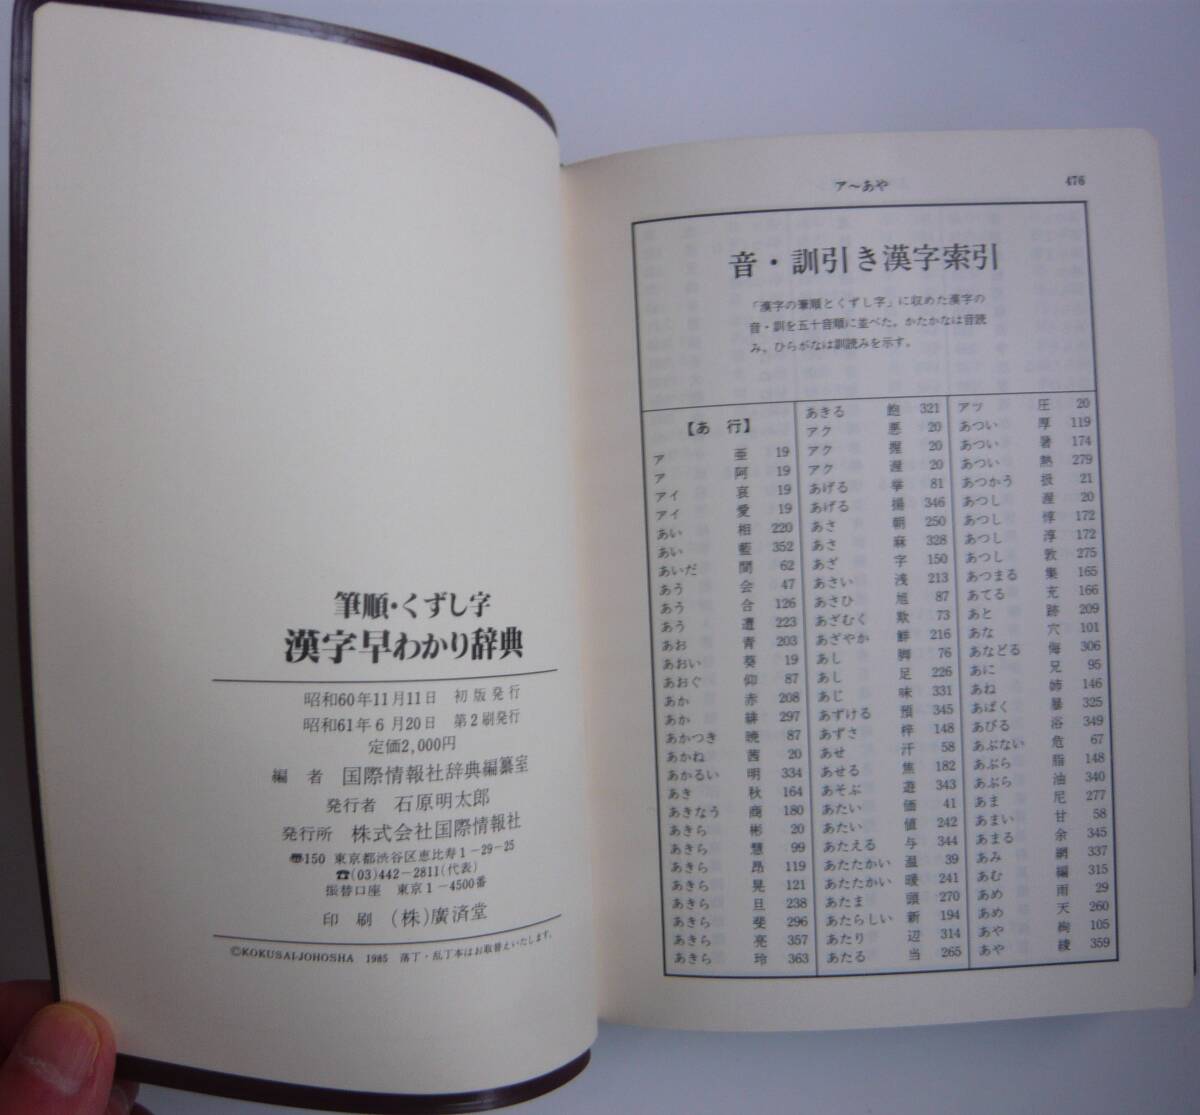 筆順・くずし字
漢字早わかり辞典
昭和60年11月11日 初版発行
昭和61年6月20日 第2刷発行
定価2,000円
編者 国際情報社辞典編纂室
発行者 石原明太郎
発行所 株式会社国際情報社
〠150 東京都渋谷区恵比寿1-29-25
☎(03)442-2811(代表)
振替口座 東京1-4500番
印刷 (株)廣済堂
©KOKUSAIJOHOSHA 1985 落丁・乱丁本はお取替えいたします。
ア〜あや 476
音・訓引き漢字索引
「漢字の筆順とくずし字」に収めた漢字の
音・訓を五十音順に並べた。かたかなは音読
み。ひらがなは訓読みを示す。
【あ 行】
ア 亜 19
ア 阿 19
アイ 哀 19
アイ 愛 19
あい 相 220
あい 藍 352
あいだ 間 62
あう 会 47
あう 合 126
あう 遭 223
あお 青 203
あおい 葵 19
あおぐ 仰 87
あか 赤 208
あか 緋 297
あかつき 暁 87
あかね 茜 20
あかるい 明 334
あき 秋 164
あきなう 商 180
あきら 彬 20
あきら 慧 99
あきら 昂 119
あきら 晃 121
あきら 旦 238
あきら 斐 296
あきら 亮 357
あきら 玲 363
あきる 飽 321
アク 悪 20
アク 握 20
アク 渥 20
あげる 挙 81
あげる 揚 346
あさ 朝 250
あさ 麻 328
あざ 字 150
あさい 浅 213
あさひ 旭 87
あざむく 欺 73
あざやか 鮮 216
あし 脚 76
あし 足 226
あじ 味 331
あずける 預 345
あずさ 梓 148
あせ 汗 58
あせる 焦 182
あそぶ 遊 343
あたい 価 41
あたい 値 242
あたえる 与 344
あたたかい 温 39
あたたかい 暖 241
あたま 頭 270
あたらしい 新 194
あたり 辺 314
あたる 当 265
アツ 圧 20
あつい 厚 119
あつい 暑 174
あつい 熱 279
あつかう 扱 21
あつし 渥 20
あつし 惇 172
あつし 淳 172
あつし 敦 275
あつまる 集 165
あてる 充 166
あと 跡 209
あな 穴 101
あなどる 侮 306
あに 兄 95
あね 姉 146
あばく 暴 325
あびる 浴 349
あぶない 危 67
あぶら 脂 148
あぶら 油 340
あま 尼 277
あまい 甘 58
あまる 余 345
あみ 網 337
あむ 編 315
あめ 雨 29
あめ 天 260
あや 絢 105
あや 綾 359